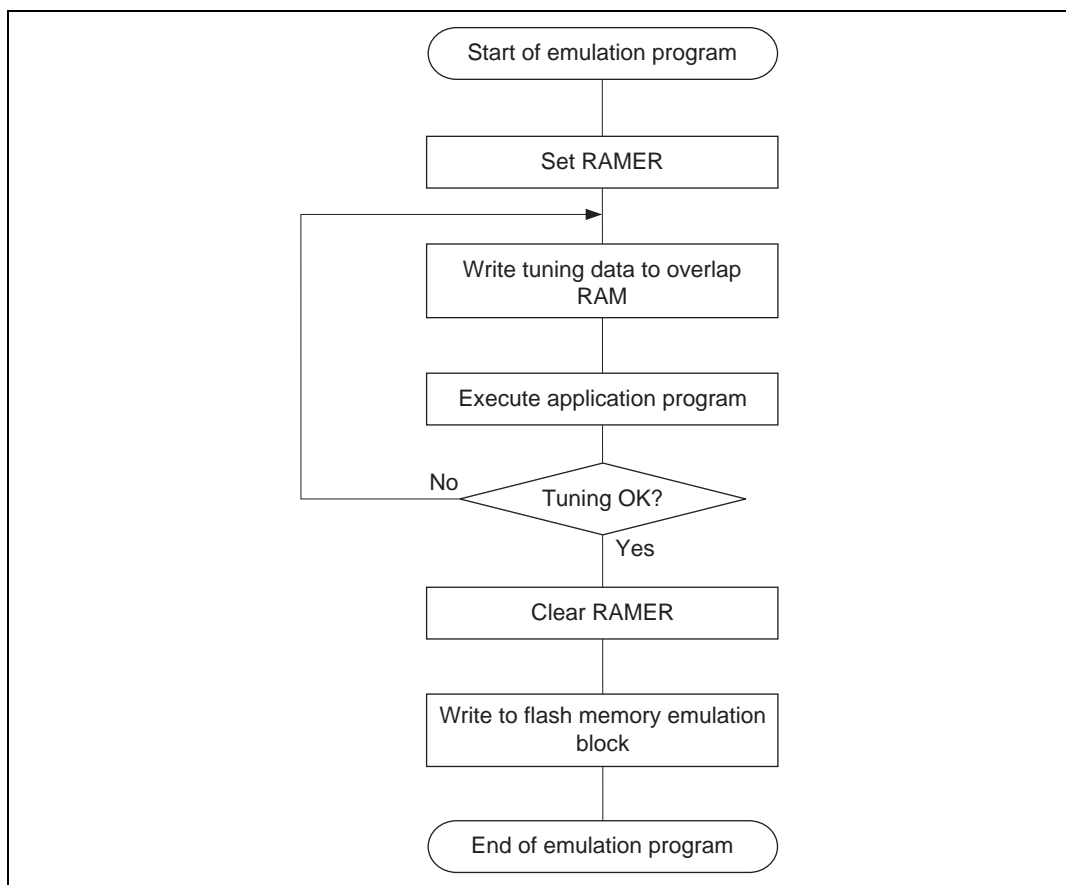 Start of emulation program
Set RAMER
Write tuning data to overlap
RAM
Execute application program
No
Tuning OK?
Yes
Clear RAMER
Write to flash memory emulation
block
End of emulation program